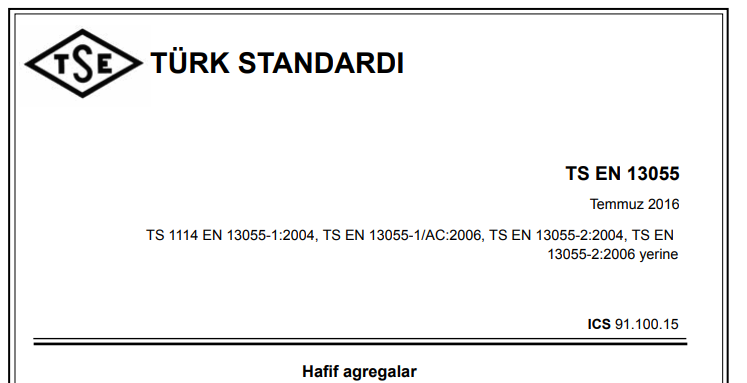 TSE
TÜRK STANDARDI
TS EN 13055
Temmuz 2016
TS 1114 EN 13055-1:2004, TS EN 13055-1/AC:2006, TS EN 13055-2:2004, TS EN
13055-2:2006 yerine
ICS 91.100.15
Hafif agregalar